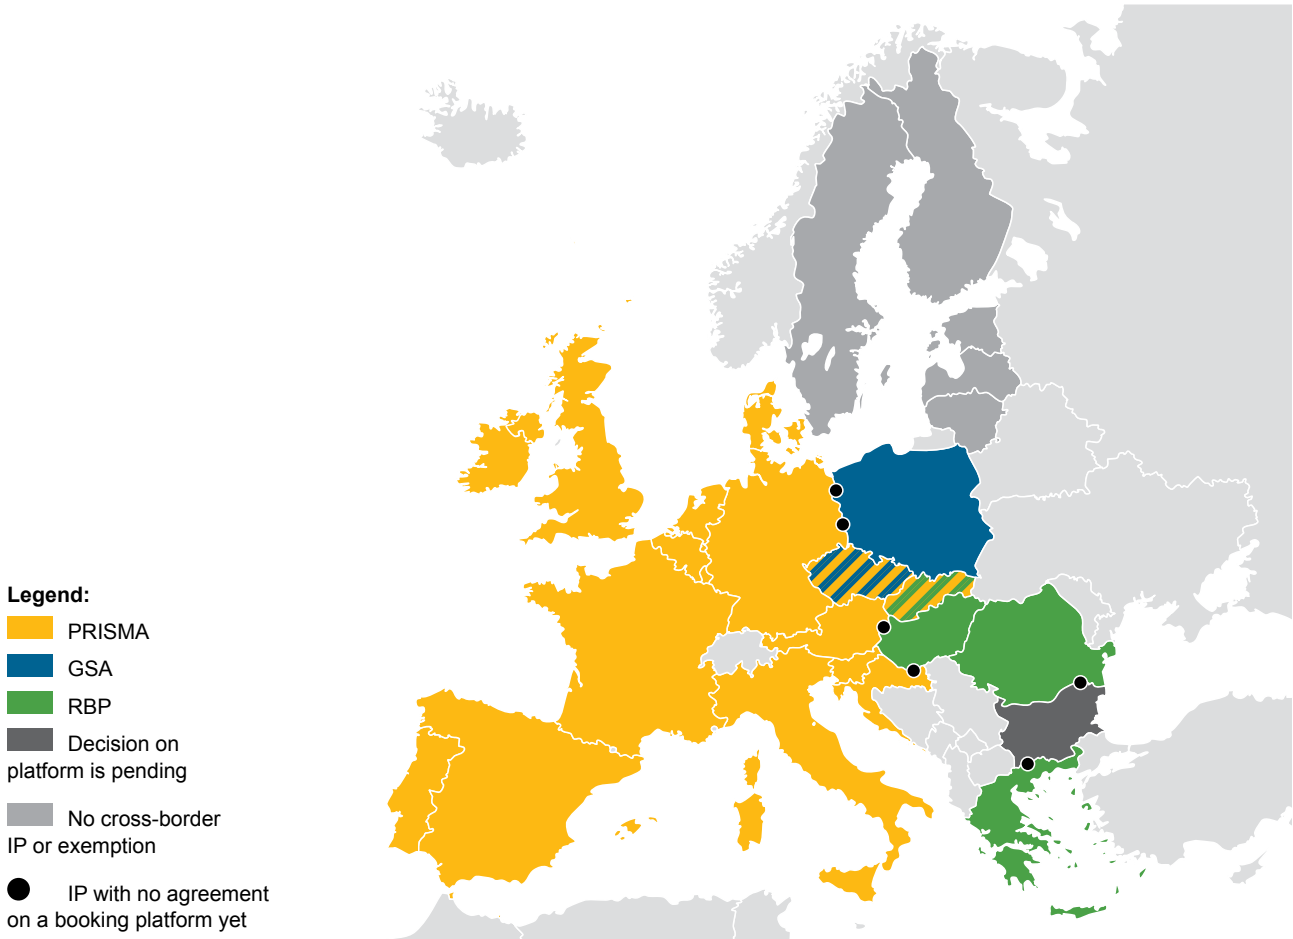 Legend:
PRISMA
GSA
RBP
Decision on
platform is pending
No cross-border
IP or exemption
IP with no agreement
on a booking platform yet